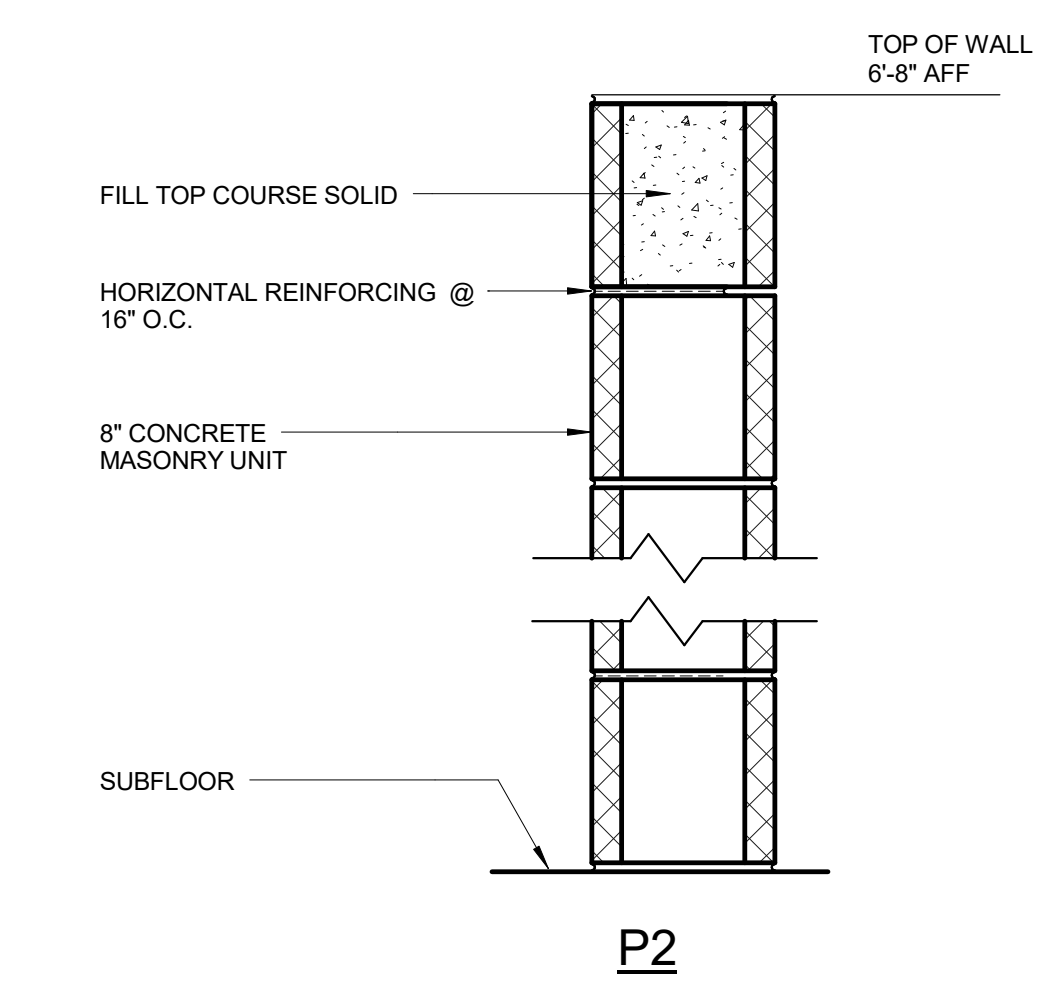 TOP OF WALL
6'-8" AFF
FILL TOP COURSE SOLID
HORIZONTAL REINFORCING @
16" O.C.
8" CONCRETE
MASONRY UNIT
SUBFLOOR
P2